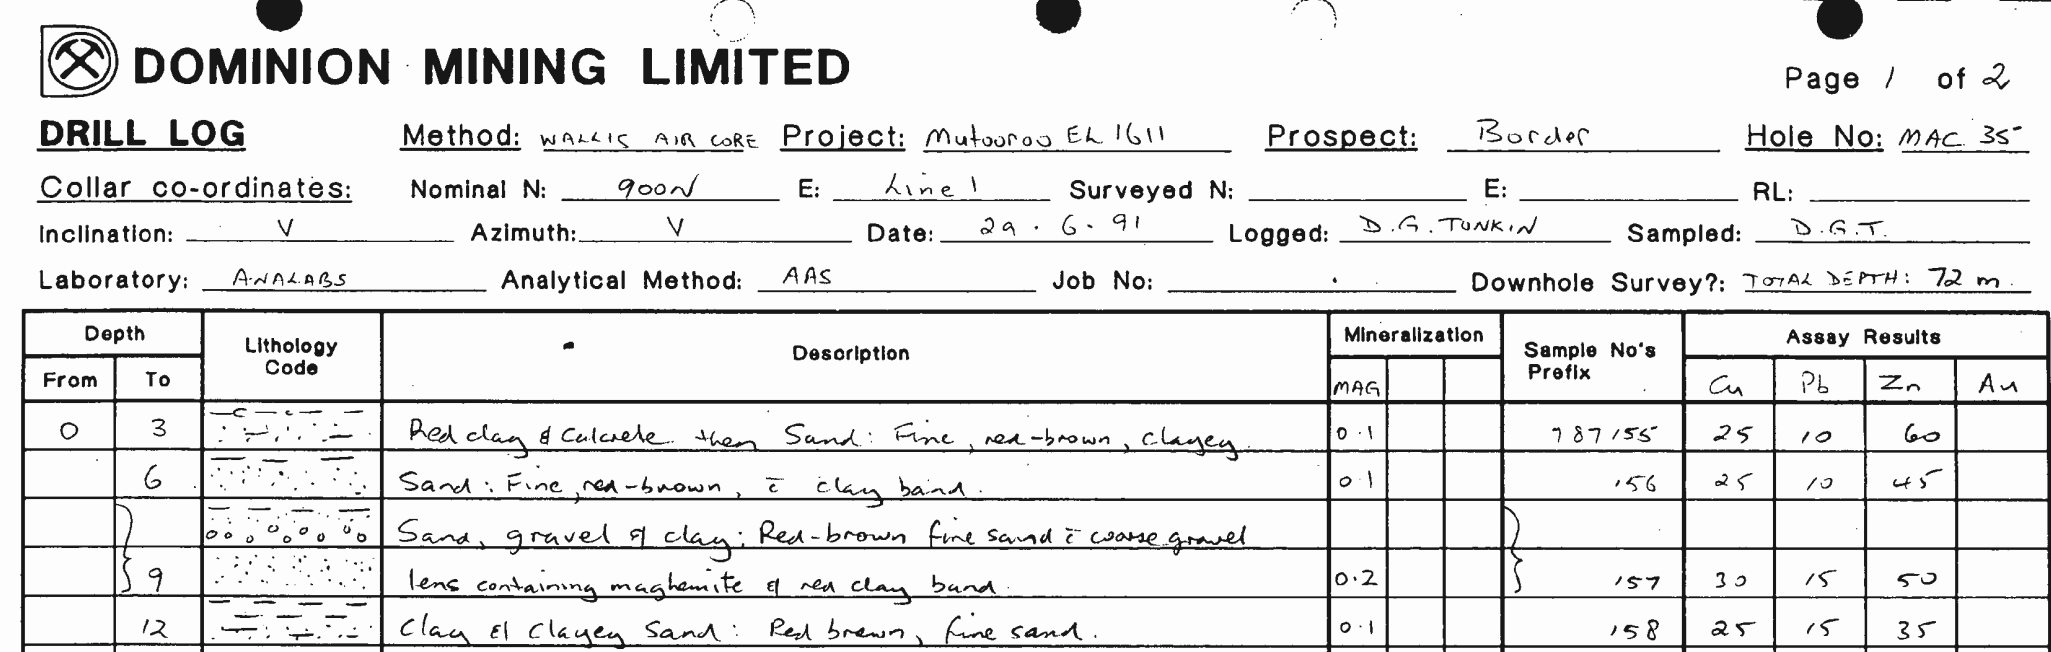 DOMINION MINING LIMITED
Page 1 of 2
DRILL LOG Method: WALLIS AIR CORE Project: Mutooroo EL 1611 Prospect: Border Hole No: MAC 35
Collar co-ordinates: Nominal N: 900N E: Line 1 Surveyed N: E: RL:
Inclination: V Azimuth: V Date: 29.6.91 Logged: D.G. TONKIN Sampled: D.G.T.
Laboratory: ANALABS Analytical Method: AAS Job No: Downhole Survey?: TOTAL DEPTH: 72 m.
Depth Lithology Code Description Mineralization Sample No's Prefix Assay Results
From To MAG Cu Pb Zn Au
0 3 Red clay & Calcrete then Sand: Fine, red-brown, clayey. 0.1 787155 25 10 60
6 Sand: Fine, red-brown, c̄ clay band. 0.1 156 25 10 45
Sand, gravel & clay: Red-brown fine sand c̄ coarse gravel
9 lens containing maghemite & red clay band. 0.2 157 30 15 50
12 Clay & Clayey Sand: Red brown, fine sand. 0.1 158 25 15 35